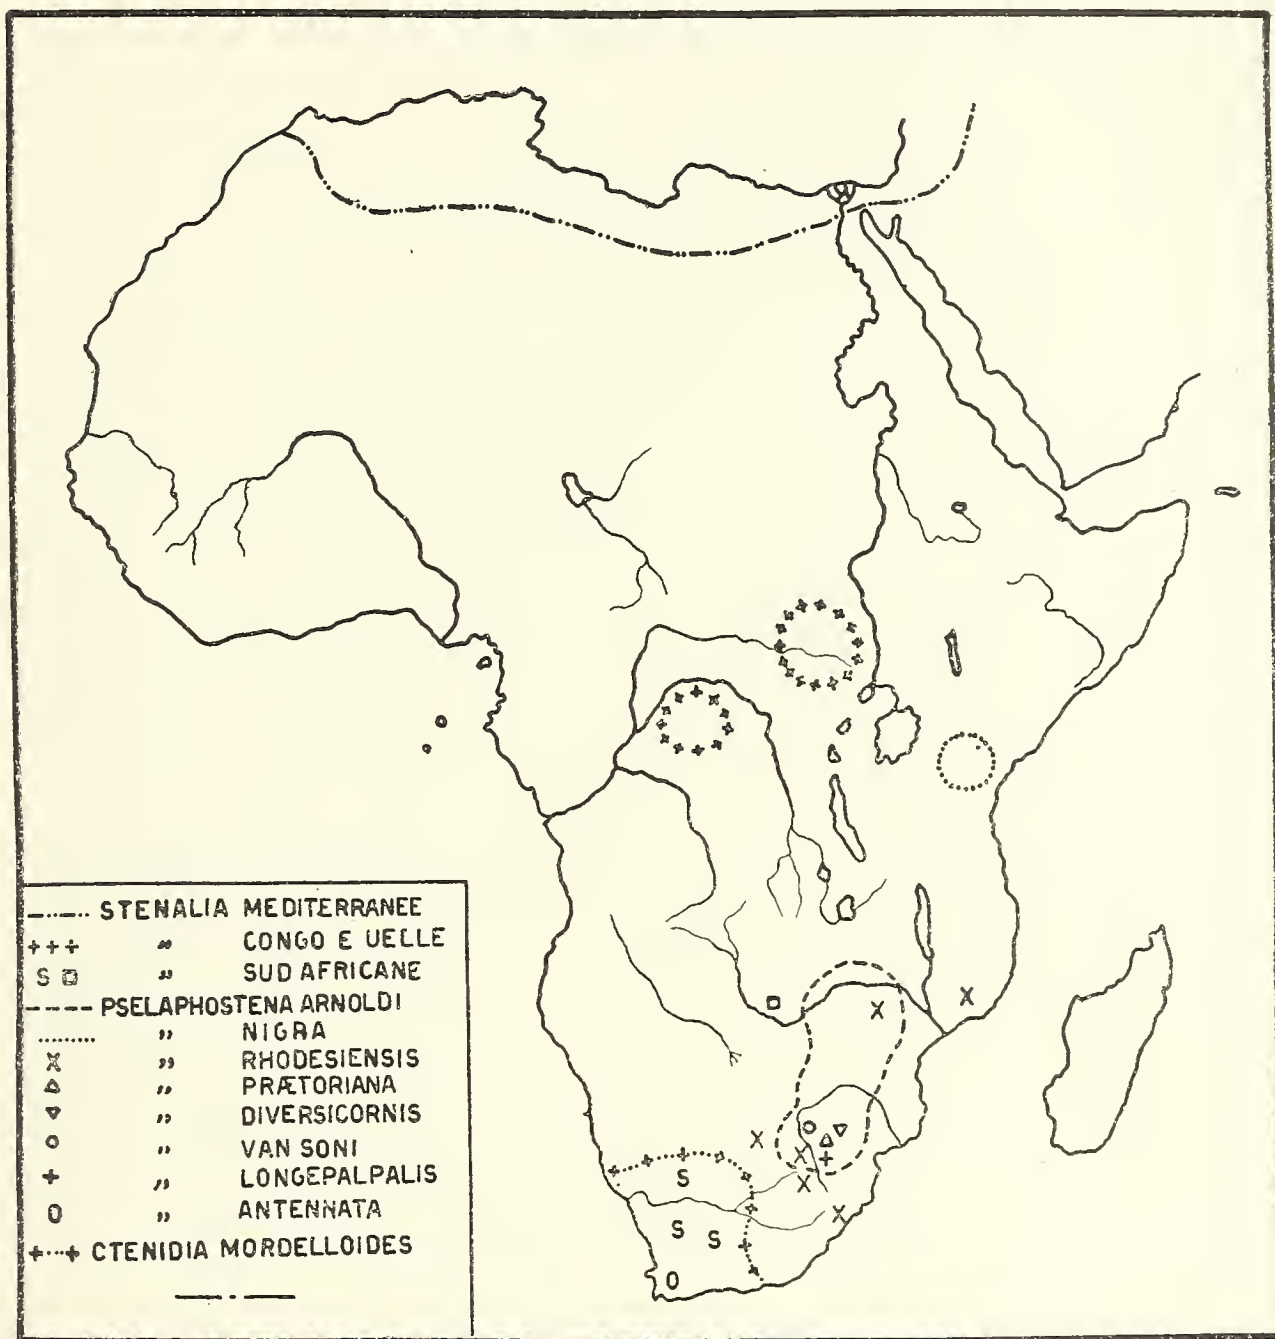 STENALIA MEDITERRANEE
+++ " CONGO E UELLE
S □ " SUD AFRICANE
PSELAPHOSTENA ARNOLDI
" NIGRA
X " RHODESIENSIS
△ " PRÆTORIANA
▽ " DIVERSICORNIS
o " VAN SONI
+ " LONGEPALPALIS
O " ANTENNATA
+···+ CTENIDIA MORDELLOIDES
X
X
X
X
X
X
S
S
S
O